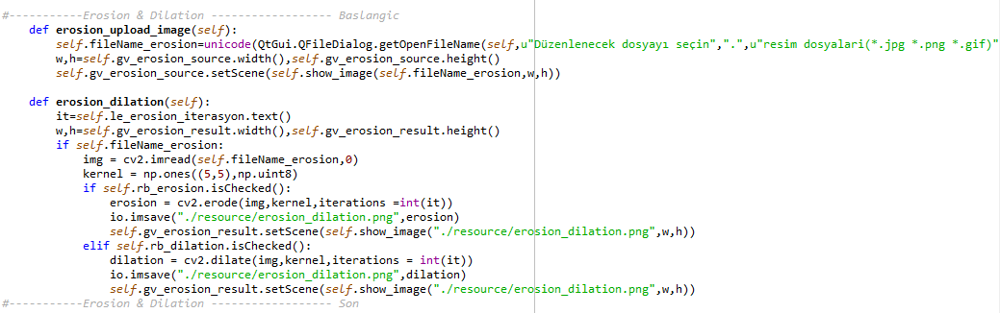 #-----------Erosion & Dilation ------------------ Baslangic
    def erosion_upload_image(self):
        self.fileName_erosion=unicode(QtGui.QFileDialog.getOpenFileName(self,u"Düzenlenecek dosyayı seçin",".",u"resim dosyalari(*.jpg *.png *.gif)"
        w,h=self.gv_erosion_source.width(),self.gv_erosion_source.height()
        self.gv_erosion_source.setScene(self.show_image(self.fileName_erosion,w,h))

    def erosion_dilation(self):
        it=self.le_erosion_iterasyon.text()
        w,h=self.gv_erosion_result.width(),self.gv_erosion_result.height()
        if self.fileName_erosion:
            img = cv2.imread(self.fileName_erosion,0)
            kernel = np.ones((5,5),np.uint8)
            if self.rb_erosion.isChecked():
                erosion = cv2.erode(img,kernel,iterations =int(it))
                io.imsave("./resource/erosion_dilation.png",erosion)
                self.gv_erosion_result.setScene(self.show_image("./resource/erosion_dilation.png",w,h))
            elif self.rb_dilation.isChecked():
                dilation = cv2.dilate(img,kernel,iterations = int(it))
                io.imsave("./resource/erosion_dilation.png",dilation)
                self.gv_erosion_result.setScene(self.show_image("./resource/erosion_dilation.png",w,h))
#-----------Erosion & Dilation ------------------ Son